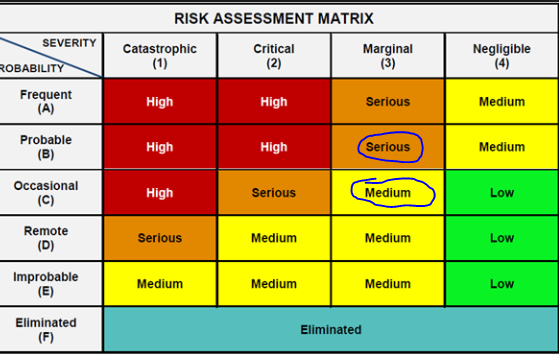 RISK ASSESSMENT MATRIX
SEVERITY
ROBABILITY
Catastrophic
(1)
Critical
(2)
Marginal
(3)
Negligible
(4)
Frequent
(A)
High
High
Serious
Medium
Probable
(B)
High
High
Serious
Medium
Occasional
(C)
High
Serious
Medium
Low
Remote
(D)
Serious
Medium
Medium
Low
Improbable
(E)
Medium
Medium
Medium
Low
Eliminated
(F)
Eliminated